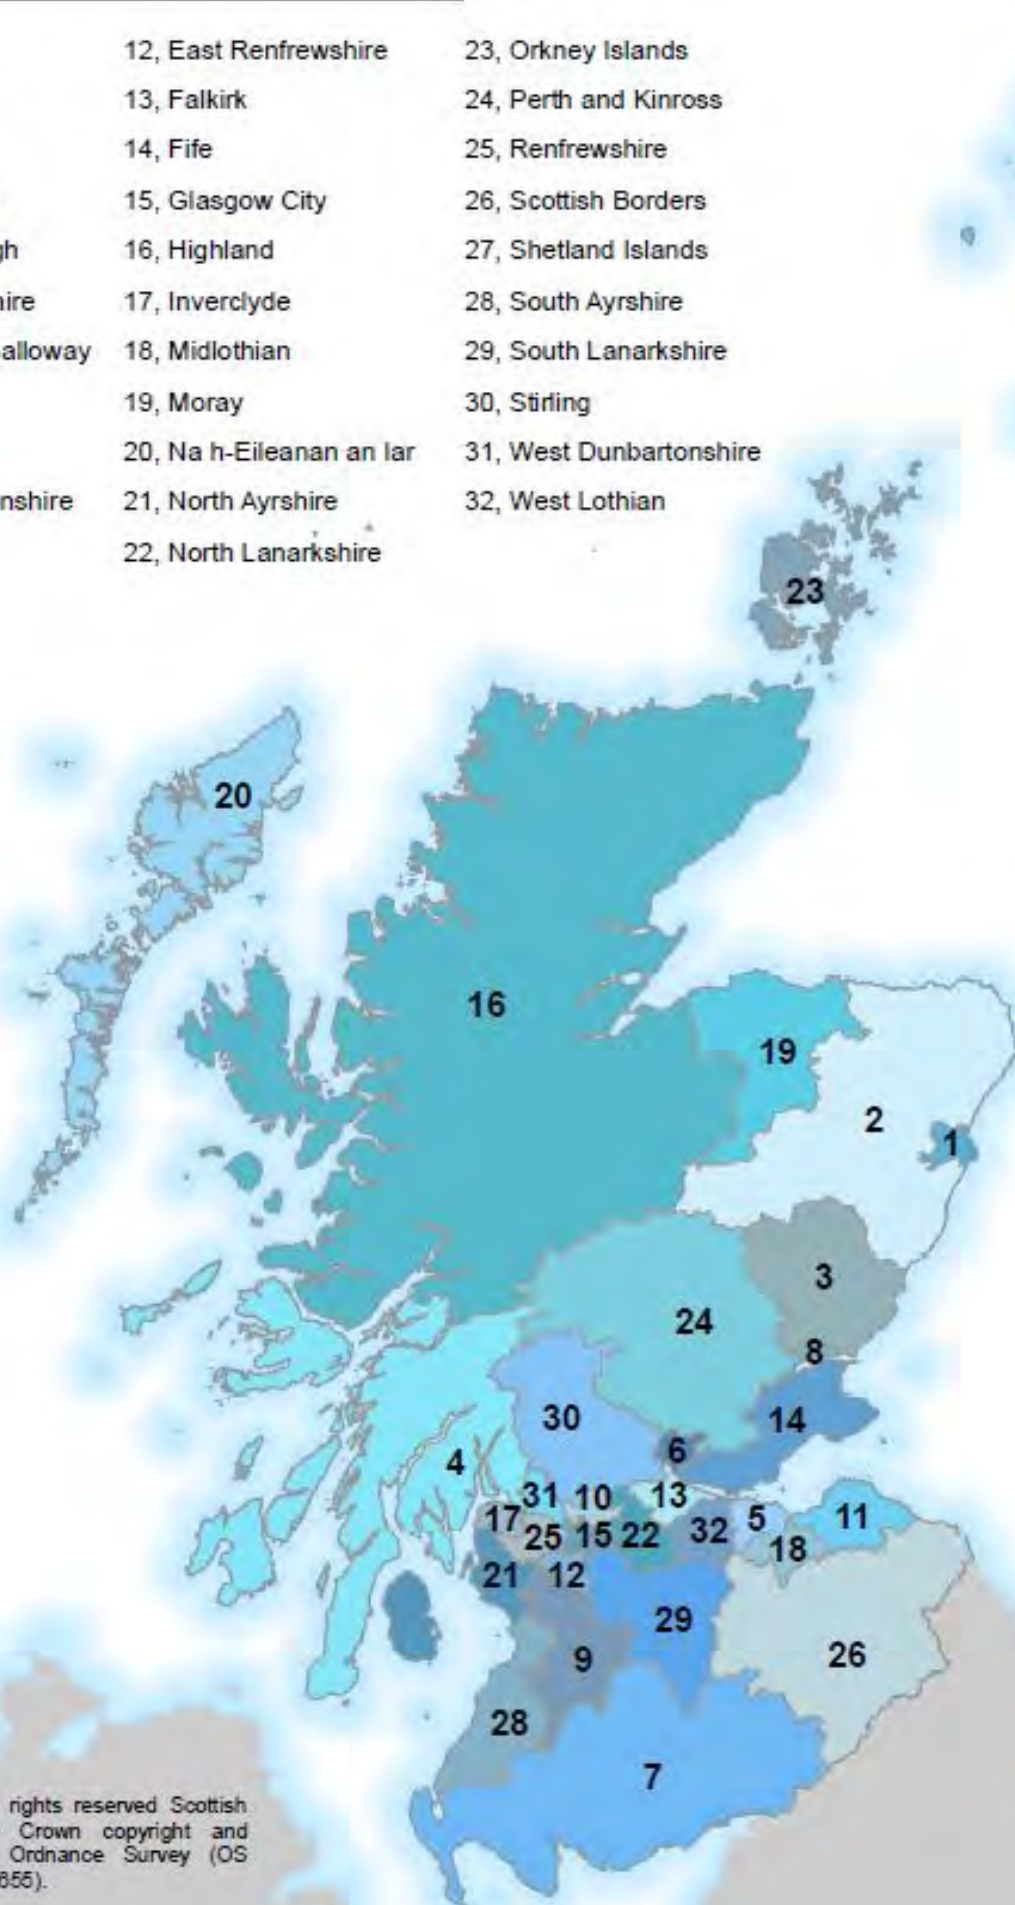 12, East Renfrewshire
13, Falkirk
14, Fife
15, Glasgow City
gh
16, Highland
hire
17, Inverclyde
alloway
18, Midlothian
19, Moray
20, Na h-Eileanan an Iar
nshire
21, North Ayrshire
22, North Lanarkshire
23, Orkney Islands
24, Perth and Kinross
25, Renfrewshire
26, Scottish Borders
27, Shetland Islands
28, South Ayrshire
29, South Lanarkshire
30, Stirling
31, West Dunbartonshire
32, West Lothian
23
20
16
19
2
1
3
24
8
30
14
6
4
31
10
13
17
25
15
22
32
5
11
18
21
12
29
9
26
28
7
rights reserved Scottish
Crown copyright and
Ordnance Survey (OS
655).